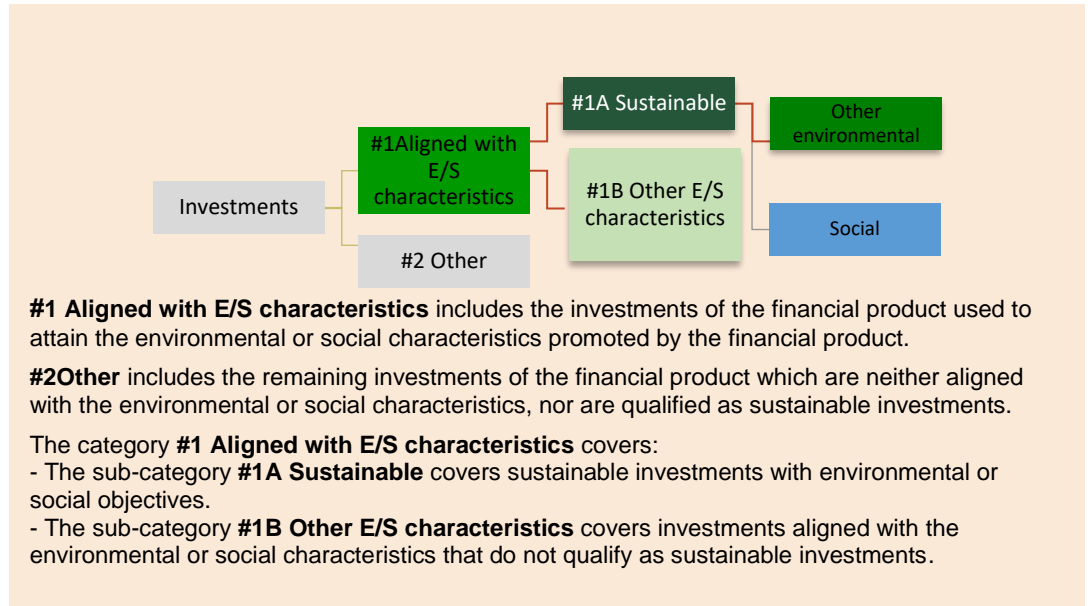 #1A Sustainable
Other
environmental
#1Aligned with
E/S
characteristics
#1B Other E/S
characteristics
Investments
Social
#2 Other
#1 Aligned with E/S characteristics includes the investments of the financial product used to
attain the environmental or social characteristics promoted by the financial product.
#2Other includes the remaining investments of the financial product which are neither aligned
with the environmental or social characteristics, nor are qualified as sustainable investments.
The category #1 Aligned with E/S characteristics covers:
- The sub-category #1A Sustainable covers sustainable investments with environmental or
social objectives.
- The sub-category #1B Other E/S characteristics covers investments aligned with the
environmental or social characteristics that do not qualify as sustainable investments.